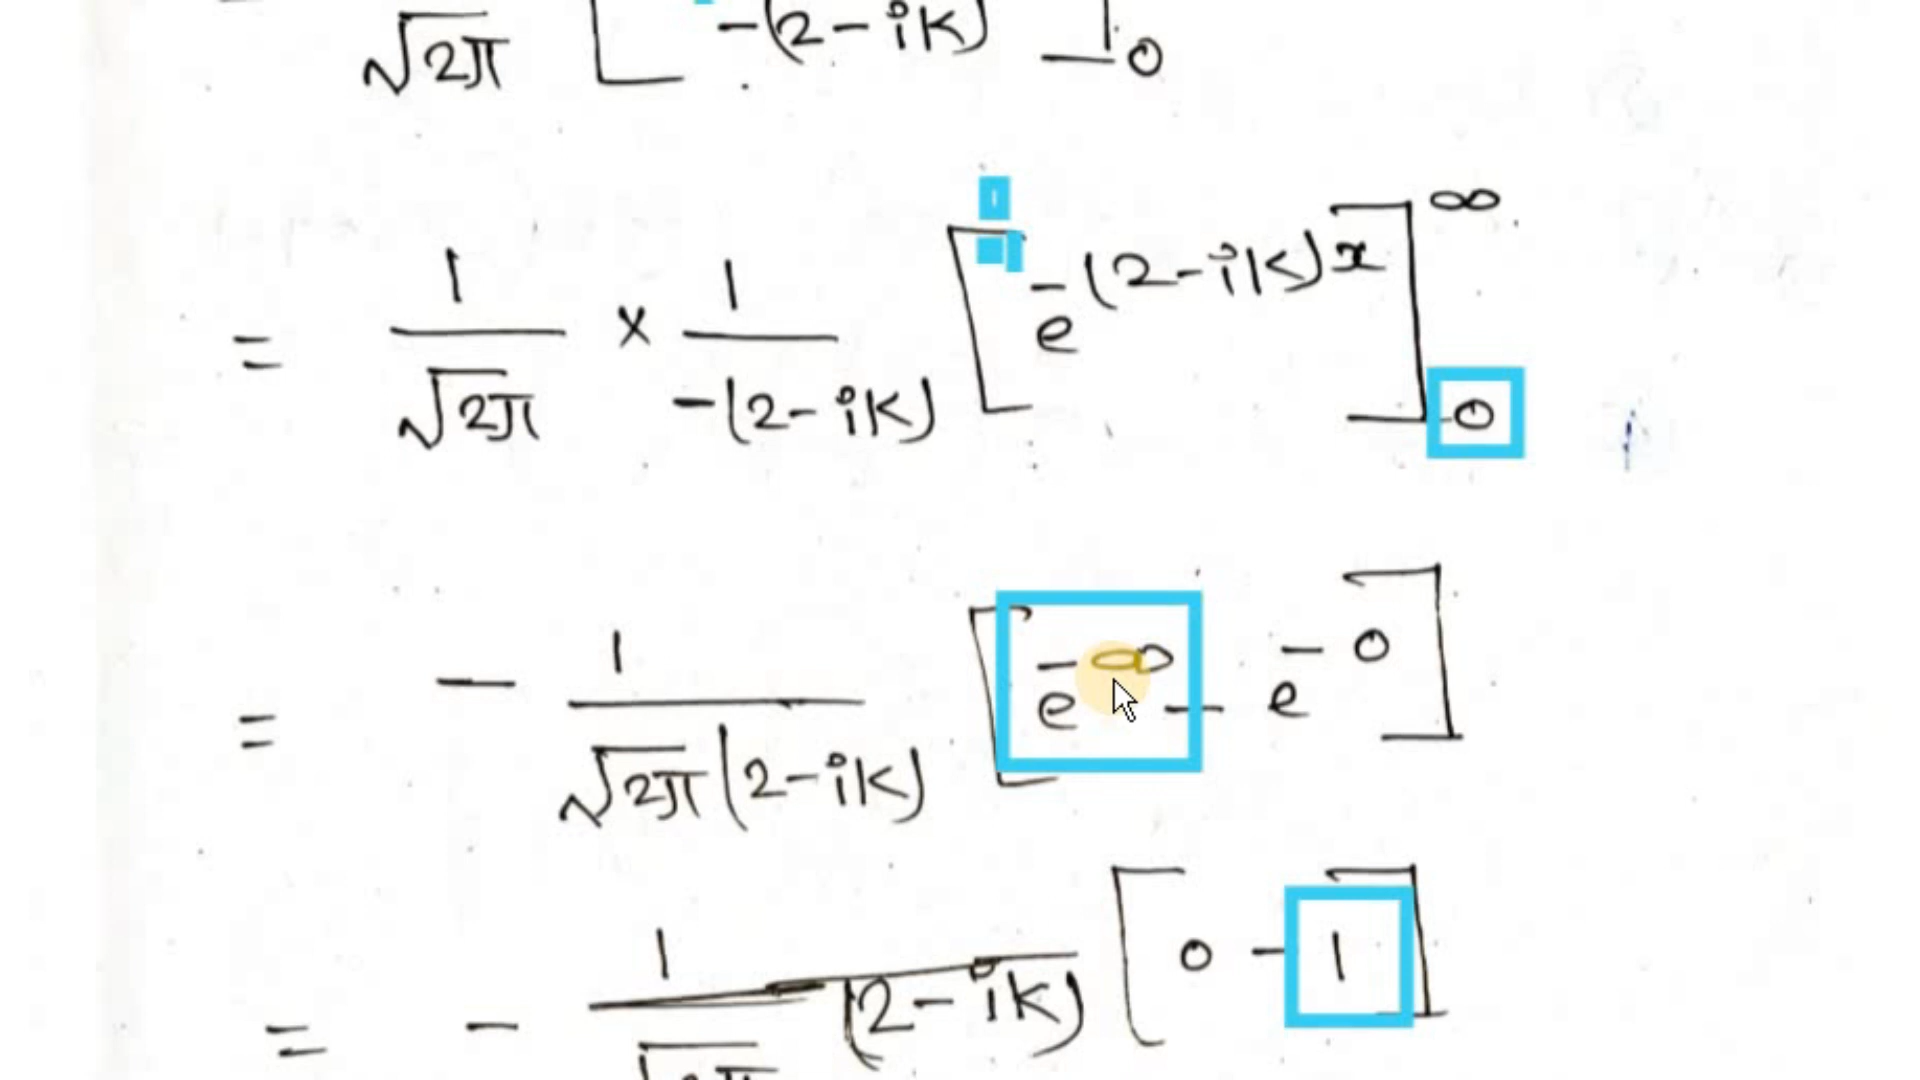 √2π [ -(2-ik) ]₀
= 1/√2π × 1/-(2-ik) [ e^-(2-ik)x ]₀^∞
= - 1/√2π(2-ik) [ e^-∞ - e^-0 ]
= - 1/√2π (2-ik) [ 0 - 1 ]